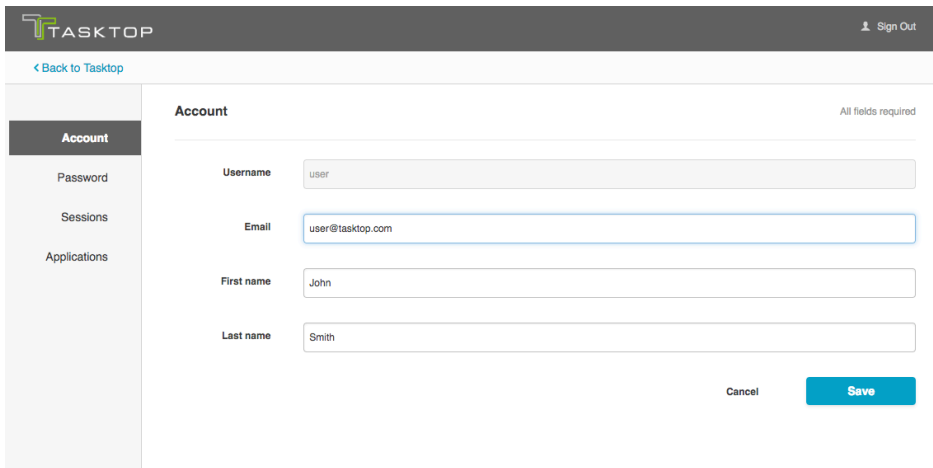 TASKTOP
Sign Out
Back to Tasktop
Account
Password
Sessions
Applications
Account
All fields required
Username
user
Email
user@tasktop.com
First name
John
Last name
Smith
Cancel
Save